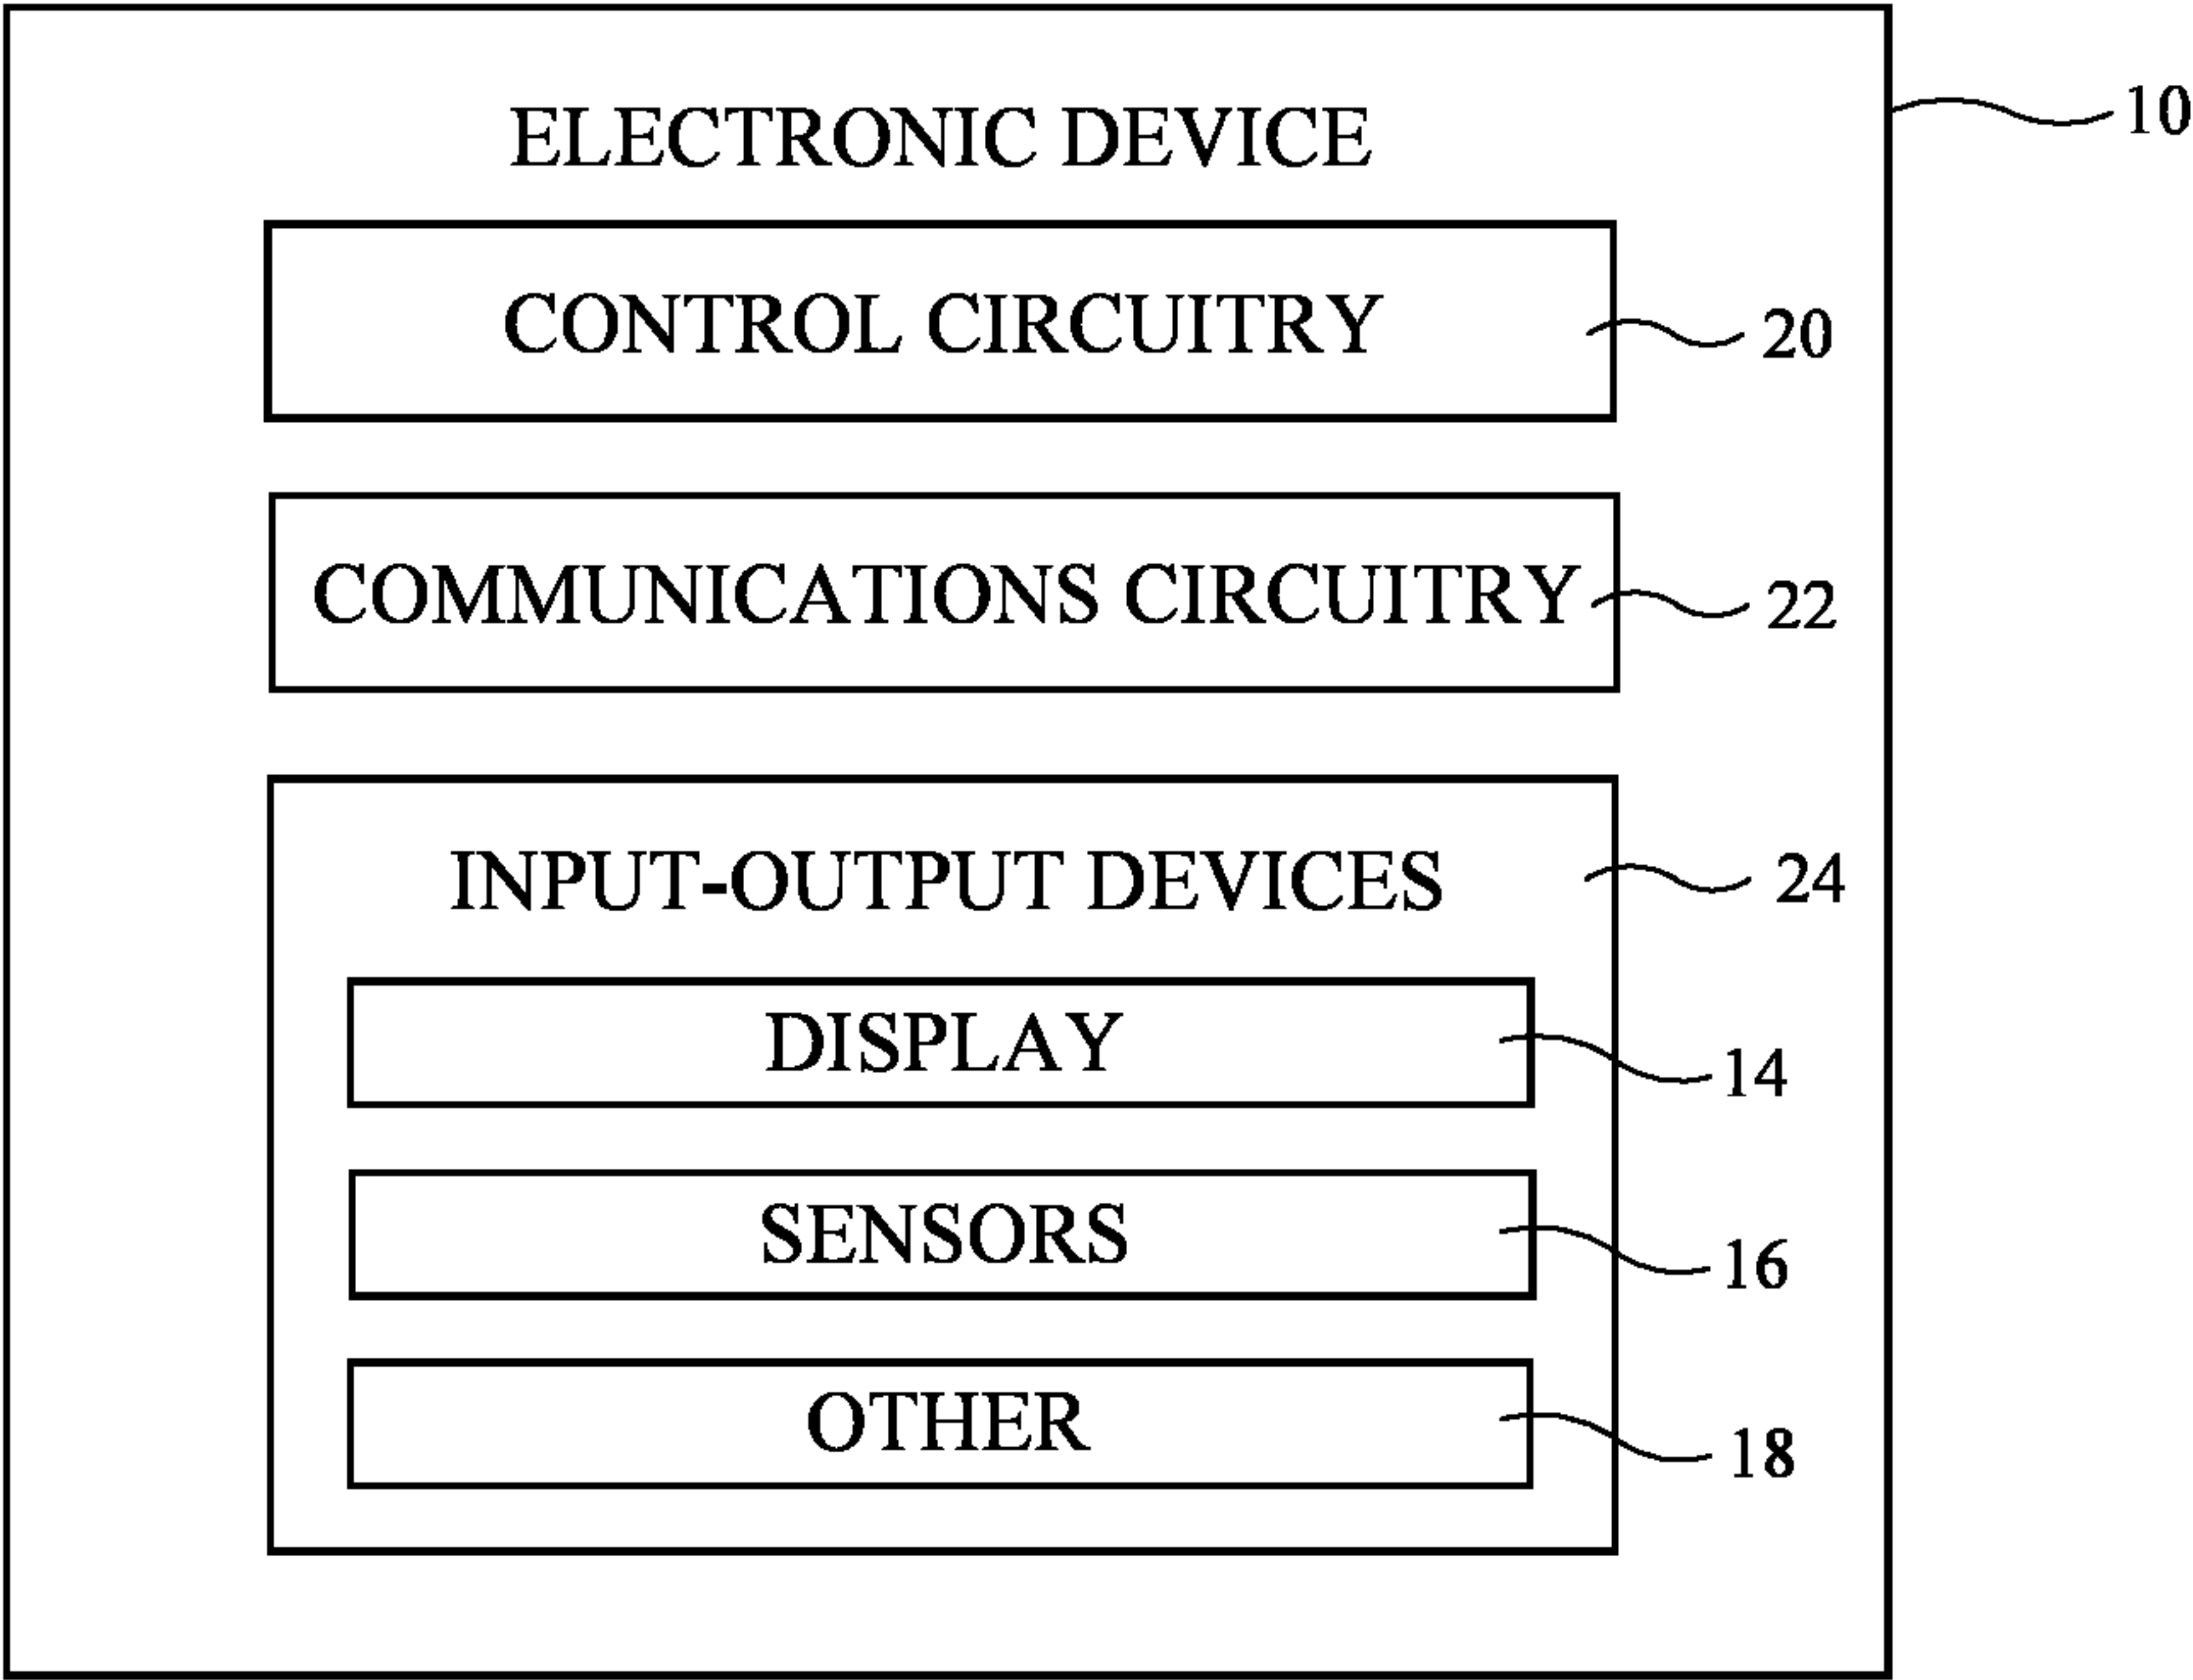 ELECTRONIC DEVICE
10
CONTROL CIRCUITRY
20
COMMUNICATIONS CIRCUITRY
22
INPUT-OUTPUT DEVICES
24
DISPLAY
14
SENSORS
16
OTHER
18